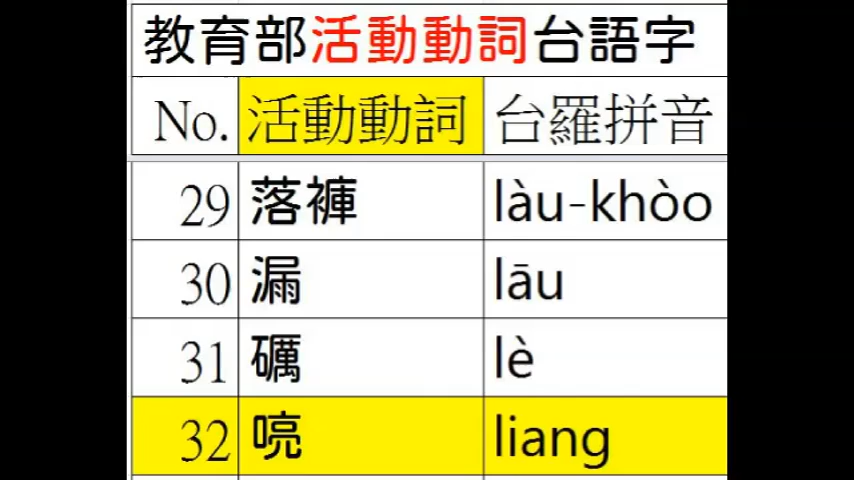 教育部活動動詞台語字
No. 活動動詞 台羅拼音
29 落褲 làu-khòo
30 漏 lāu
31 礪 lè
32 喨 liang